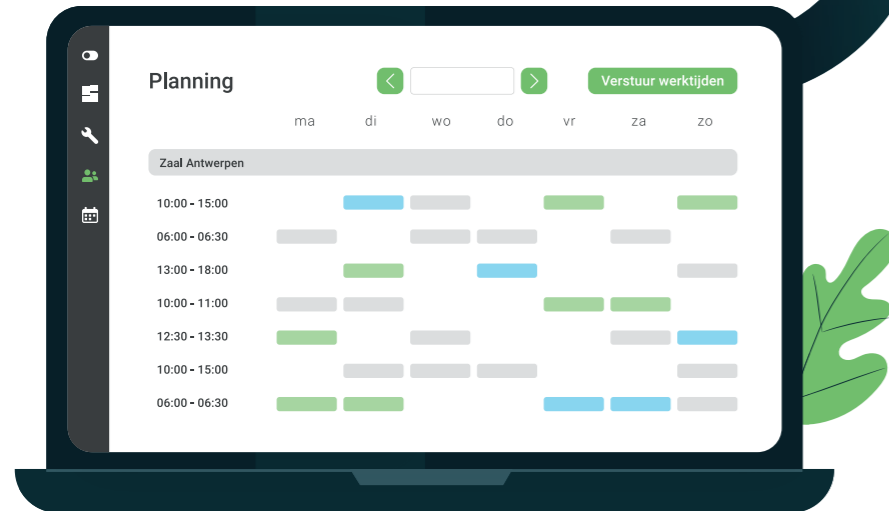 Planning
Verstuur werktijden
ma di wo do vr za zo
Zaal Antwerpen
10:00 - 15:00
06:00 - 06:30
13:00 - 18:00
10:00 - 11:00
12:30 - 13:30
10:00 - 15:00
06:00 - 06:30